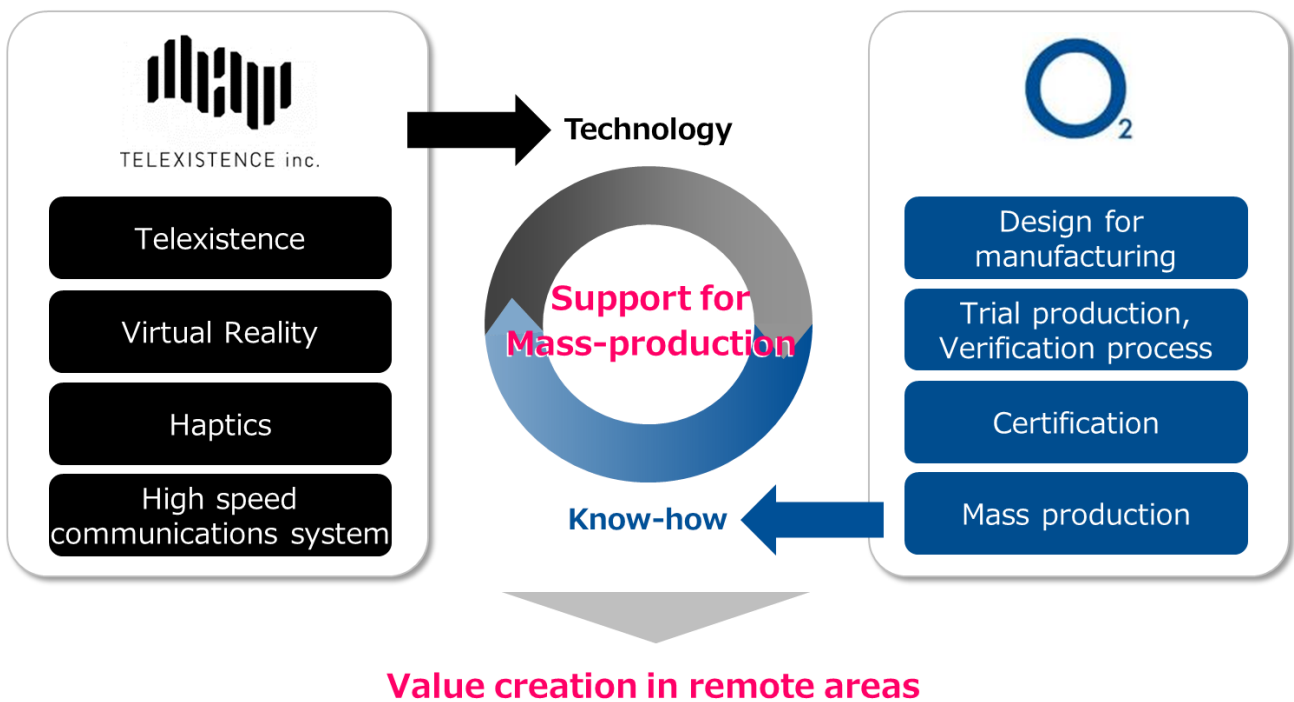 TELEXISTENCE inc.
Telexistence
Virtual Reality
Haptics
High speed
communications system
Technology
Support for
Mass-production
Know-how
O2
Design for
manufacturing
Trial production,
Verification process
Certification
Mass production
Value creation in remote areas